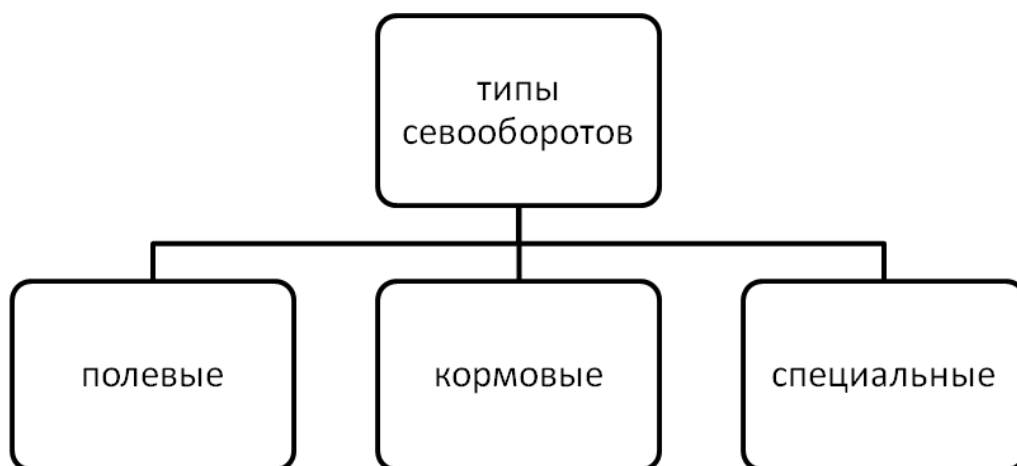 типы
севооборотов
полевые
кормовые
специальные